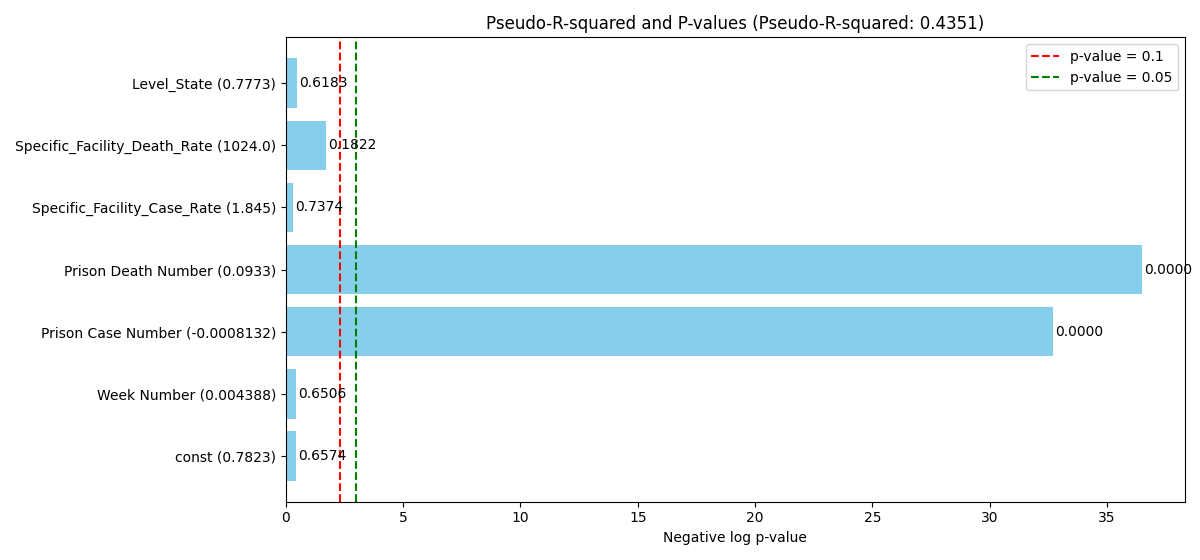 Pseudo-R-squared and P-values (Pseudo-R-squared: 0.4351)
p-value = 0.1
p-value = 0.05
Level_State (0.7773)
0.6183
Specific_Facility_Death_Rate (1024.0)
0.1822
Specific_Facility_Case_Rate (1.845)
0.7374
Prison Death Number (0.0933)
0.0000
Prison Case Number (-0.0008132)
0.0000
Week Number (0.004388)
0.6506
const (0.7823)
0.6574
0 5 10 15 20 25 30 35
Negative log p-value